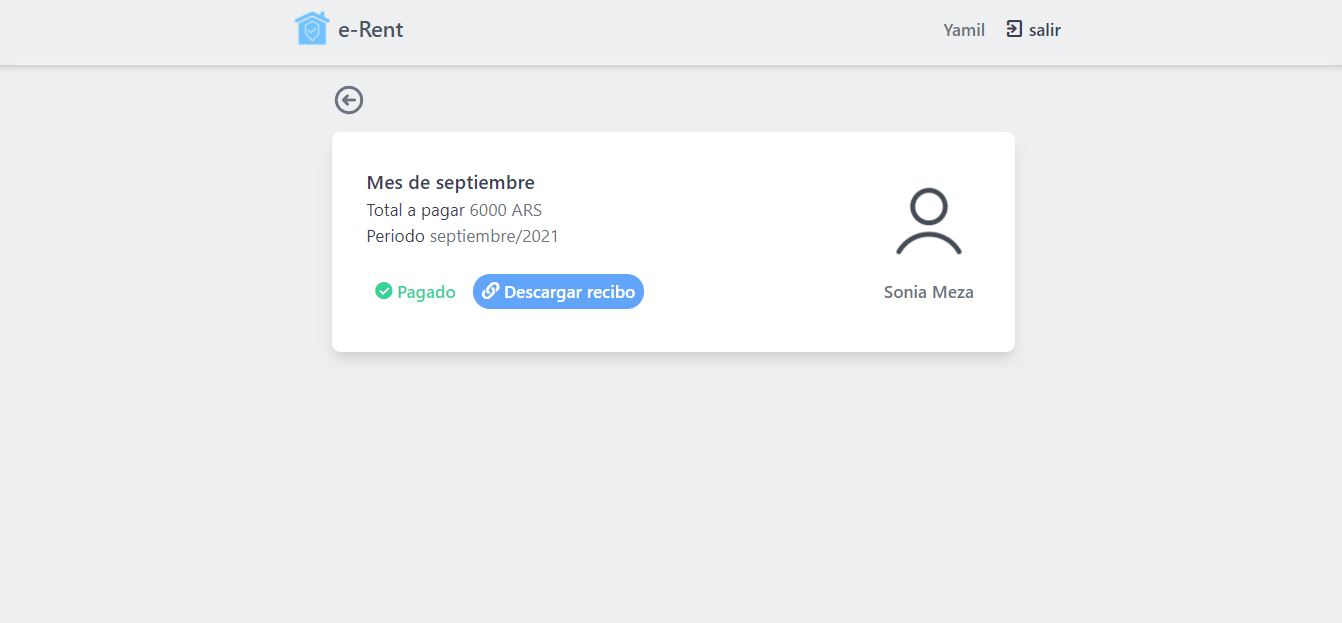 e-Rent
Yamil
salir
Mes de septiembre
Total a pagar 6000 ARS
Periodo septiembre/2021
Pagado
Descargar recibo
Sonia Meza